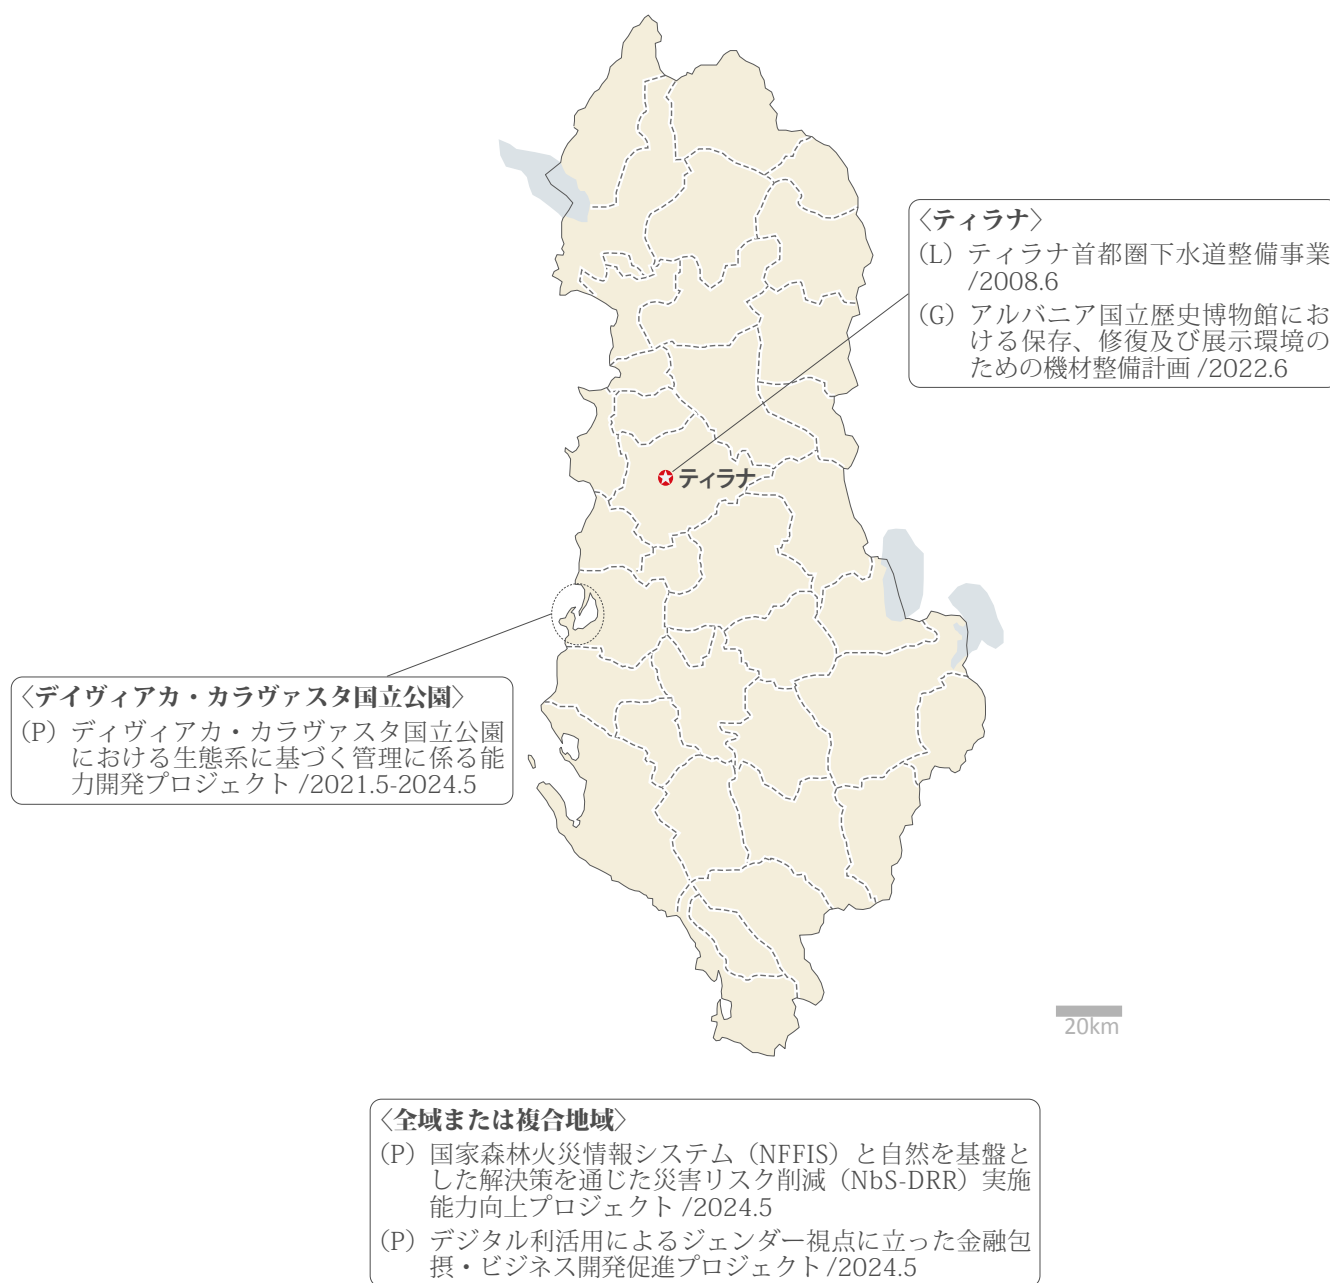 〈ティラナ〉
(L) ティラナ首都圏下水道整備事業
/2008.6
(G) アルバニア国立歴史博物館にお
ける保存、修復及び展示環境の
ための機材整備計画 /2022.6
ティラナ
〈デイヴィアカ・カラヴァスタ国立公園〉
(P) ディヴィアカ・カラヴァスタ国立公園
における生態系に基づく管理に係る能
力開発プロジェクト /2021.5-2024.5
20km
〈全域または複合地域〉
(P) 国家森林火災情報システム（NFFIS）と自然を基盤と
した解決策を通じた災害リスク削減（NbS-DRR）実施
能力向上プロジェクト /2024.5
(P) デジタル利活用によるジェンダー視点に立った金融包
摂・ビジネス開発促進プロジェクト /2024.5